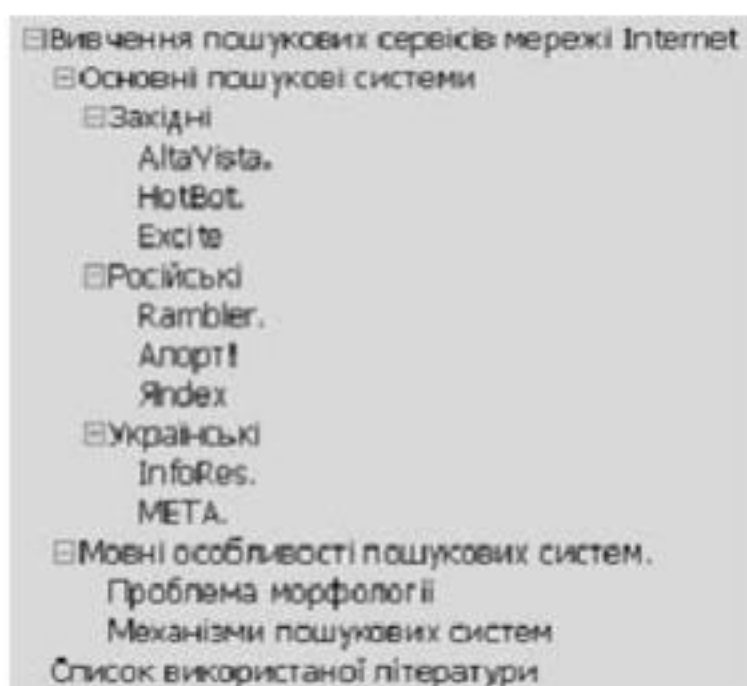 Вивчення пошукових сервісів мережі Internet
Основні пошукові системи
Західні
AltaVista.
HotBot.
Excite
Російські
Rambler.
Апорт!
Яndex
Українські
InfoRes.
META.
Мовні особливості пошукових систем.
Проблема морфології
Механізми пошукових систем
Список використаної літератури